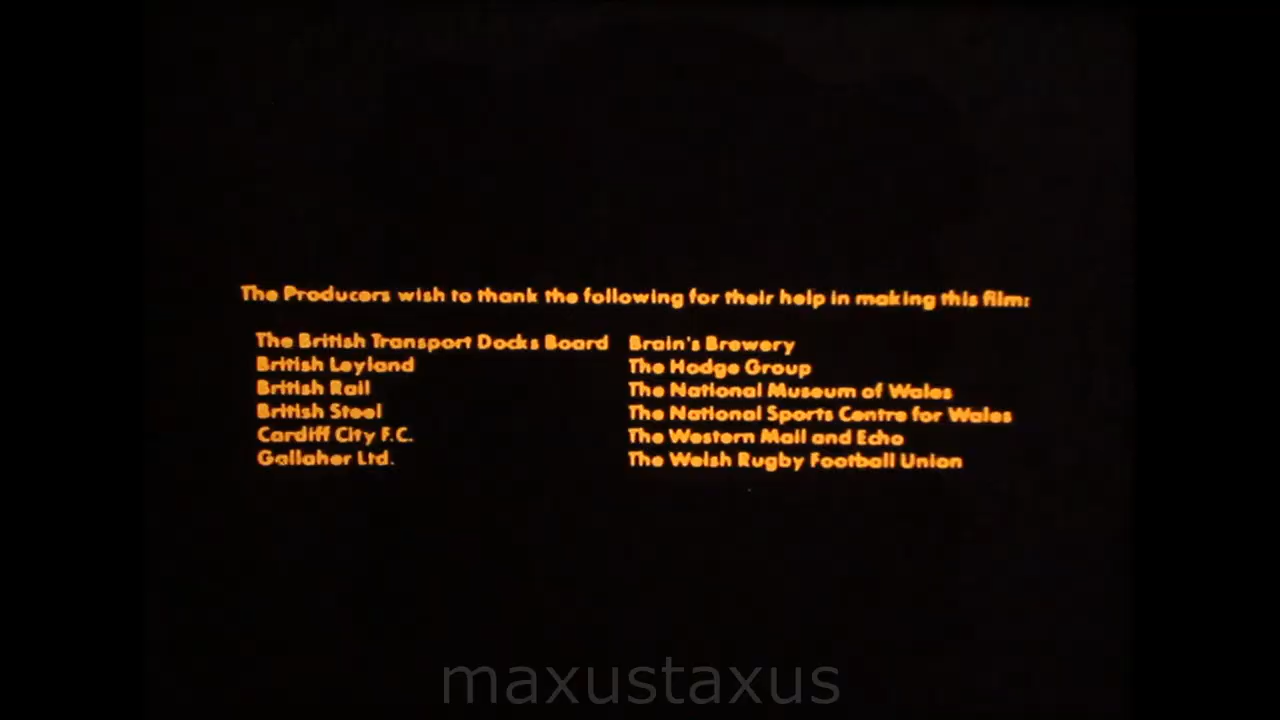 The Producers wish to thank the following for their help in making this film:
The British Transport Docks Board
British Leyland
British Rail
British Steel
Cardiff City F.C.
Gallaher Ltd.
Brain's Brewery
The Hodge Group
The National Museum of Wales
The National Sports Centre for Wales
The Western Mail and Echo
The Welsh Rugby Football Union
maxustaxus